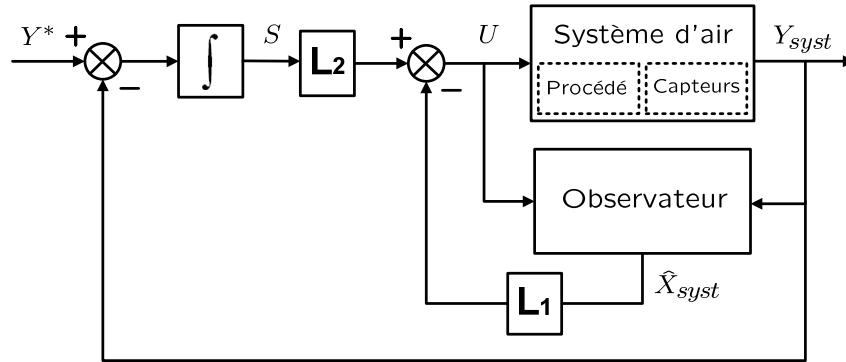 Y* + − ∫ S L₂ + − U Système d'air Y_syst
Procédé Capteurs
Observateur
X̂_syst
L₁